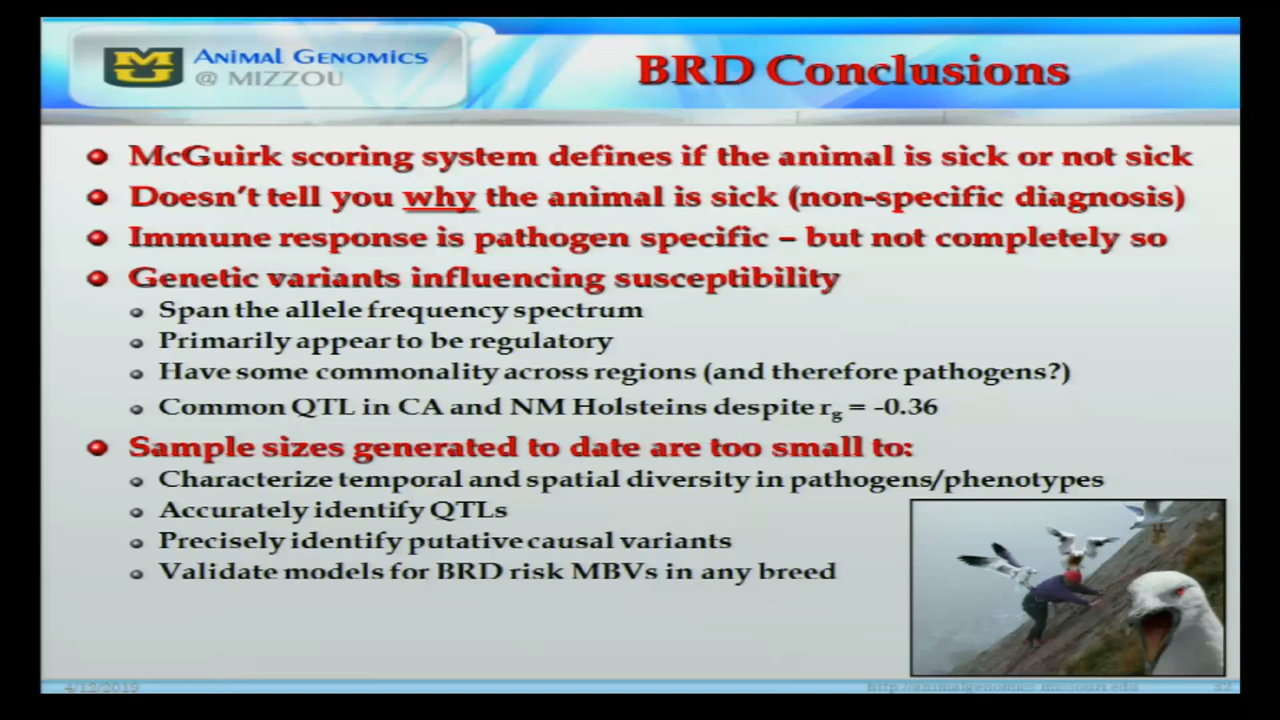 MU
ANIMAL GENOMICS
@ MIZZOU
BRD Conclusions
McGuirk scoring system defines if the animal is sick or not sick
Doesn't tell you why the animal is sick (non-specific diagnosis)
Immune response is pathogen specific – but not completely so
Genetic variants influencing susceptibility
Span the allele frequency spectrum
Primarily appear to be regulatory
Have some commonality across regions (and therefore pathogens?)
Common QTL in CA and NM Holsteins despite rg = -0.36
Sample sizes generated to date are too small to:
Characterize temporal and spatial diversity in pathogens/phenotypes
Accurately identify QTLs
Precisely identify putative causal variants
Validate models for BRD risk MBVs in any breed
4/12/2019